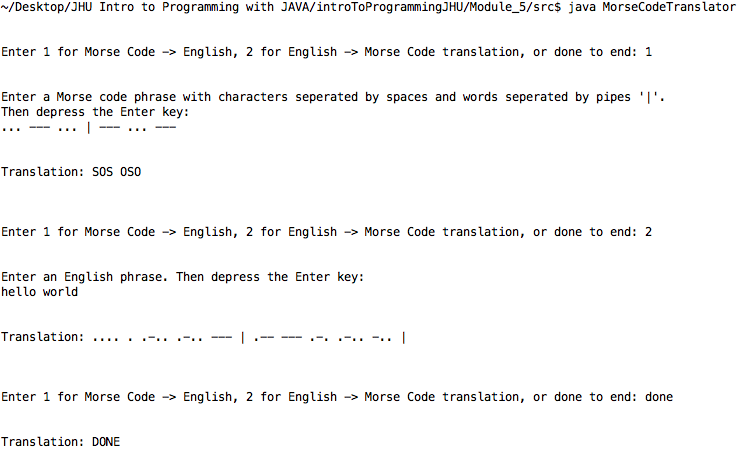 ~/Desktop/JHU Intro to Programming with JAVA/introToProgrammingJHU/Module_5/src$ java MorseCodeTranslator
Enter 1 for Morse Code -> English, 2 for English -> Morse Code translation, or done to end: 1
Enter a Morse code phrase with characters seperated by spaces and words seperated by pipes '|'.
Then depress the Enter key:
... --- ... | --- ... ---
Translation: SOS OSO
Enter 1 for Morse Code -> English, 2 for English -> Morse Code translation, or done to end: 2
Enter an English phrase. Then depress the Enter key:
hello world
Translation: .... . .-.. .-.. --- | .-- --- .-. .-.. -.. |
Enter 1 for Morse Code -> English, 2 for English -> Morse Code translation, or done to end: done
Translation: DONE